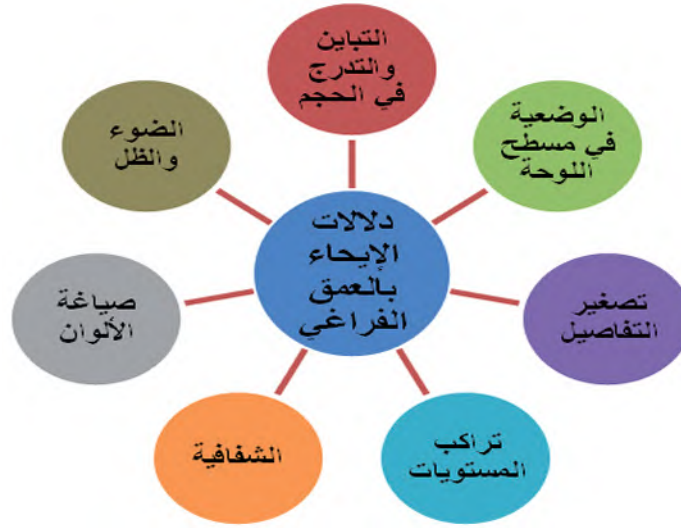 التباين
والتدرج
في الحجم
الوضعية
في مسطح
اللوحة
تصغير
التفاصيل
تراكب
المستويات
الشفافية
صياغة
الألوان
الضوء
والظل
دلالات
الإيحاء
بالعمق
الفراغي